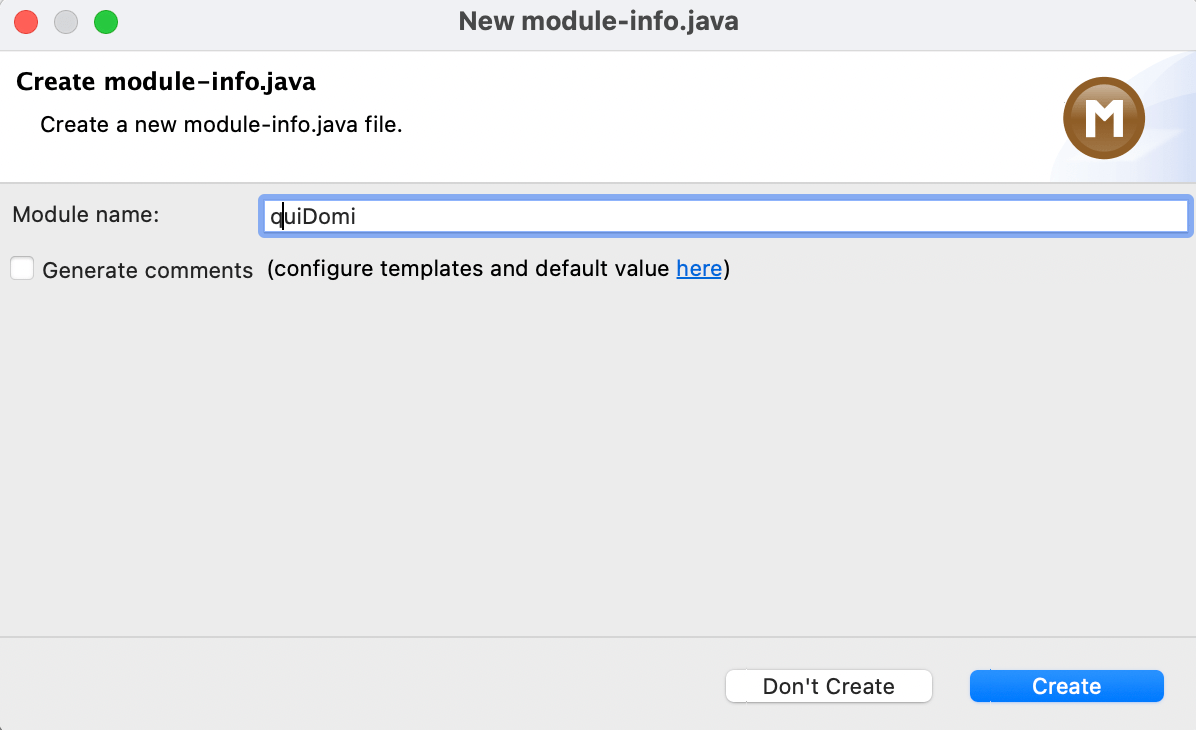 New module-info.java
Create module-info.java
Create a new module-info.java file.
M
Module name: quiDomi
Generate comments (configure templates and default value here)
Don't Create Create